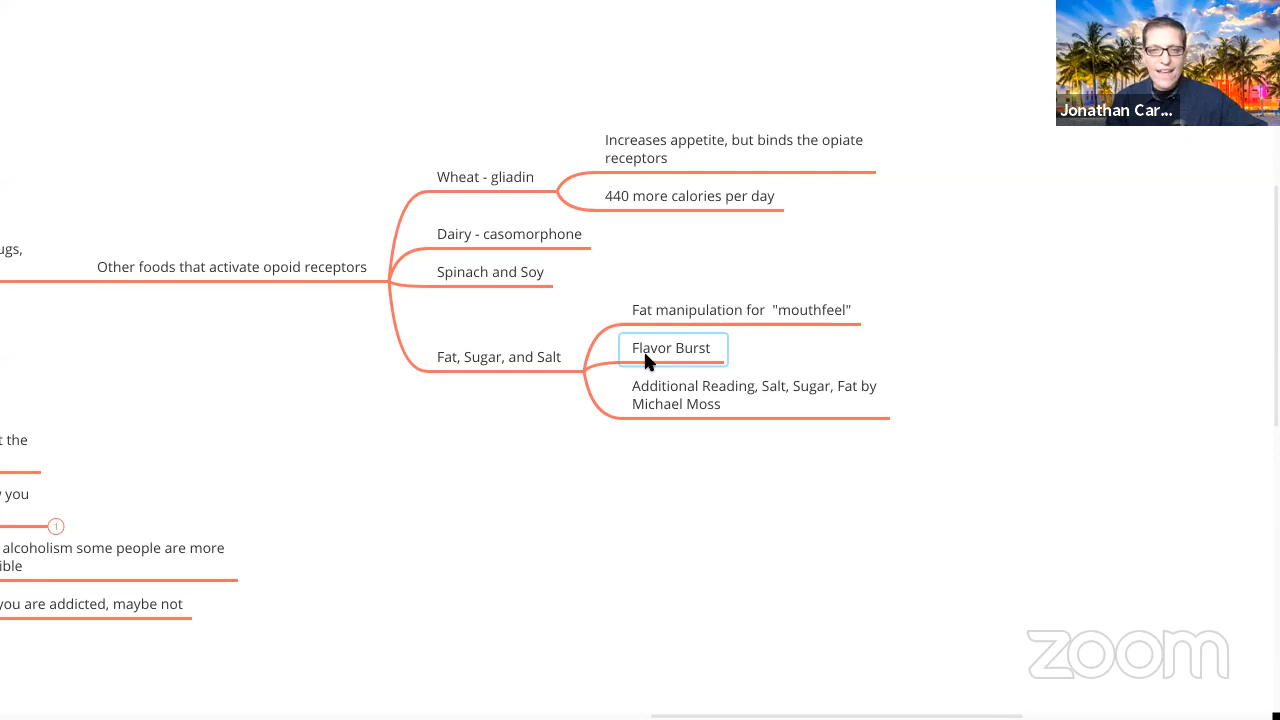 Jonathan Car...
Increases appetite, but binds the opiate
receptors
Wheat - gliadin
440 more calories per day
Dairy - casomorphone
ugs,
Other foods that activate opoid receptors
Spinach and Soy
Fat manipulation for "mouthfeel"
Flavor Burst
Fat, Sugar, and Salt
Additional Reading, Salt, Sugar, Fat by
Michael Moss
t the
you
1
alcoholism some people are more
ible
you are addicted, maybe not
zoom